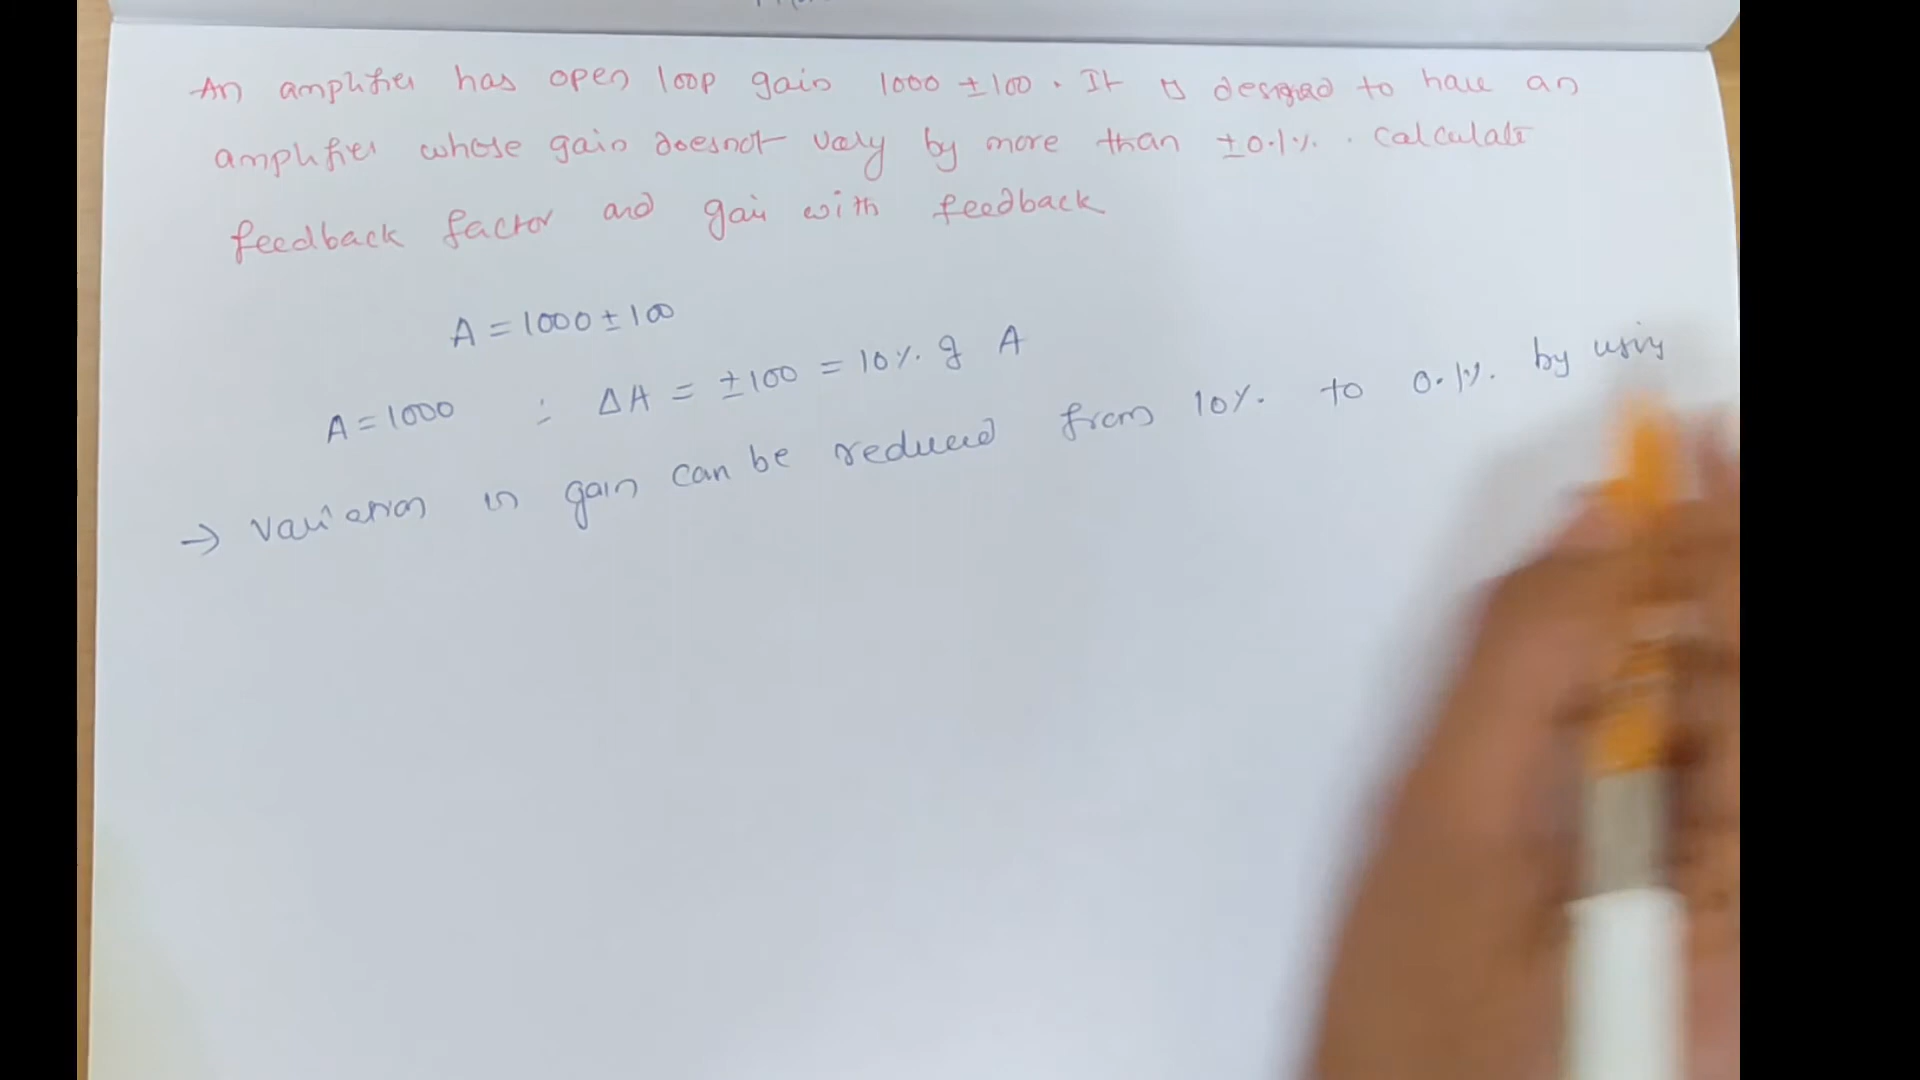 An amplifier has open loop gain 1000 ±100. It is desgned to have an
amplifier whose gain doesnot vary by more than ±0.1%. Calculate
feedback factor and gain with feedback
A = 1000 ± 100
A = 1000 ∴ ΔA = ±100 = 10% of A
→ Variation in gain can be reduced from 10% to 0.1% by using